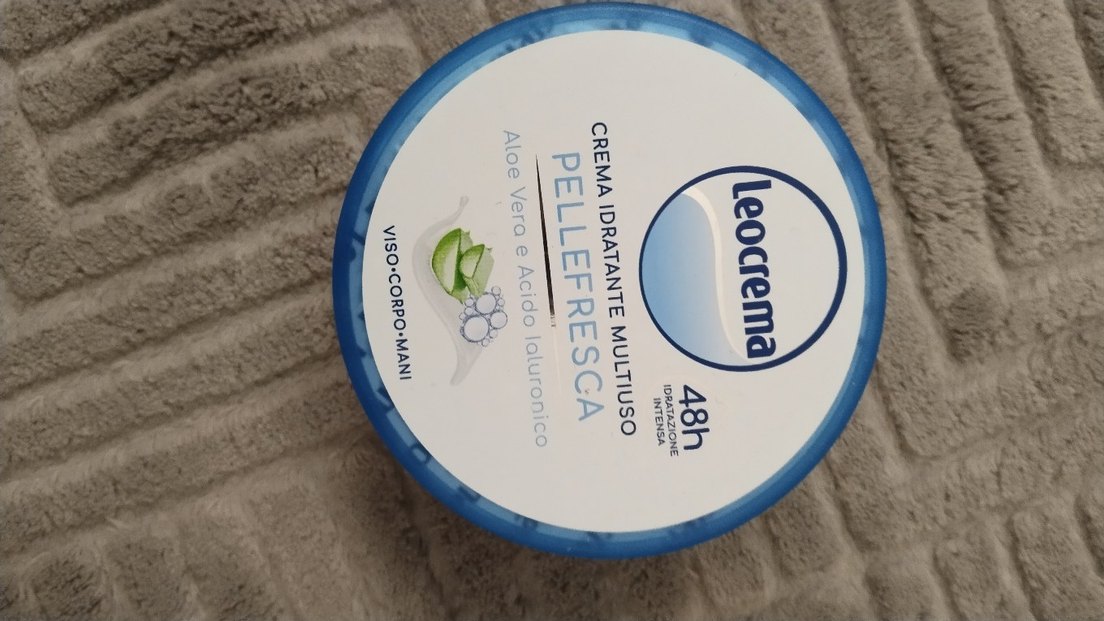 Leocrema
48h
IDRATAZIONE
INTENSA
CREMA IDRATANTE MULTIUSO
PELLEFRESCA
Aloe Vera e Acido Ialuronico
VISO•CORPO•MANI